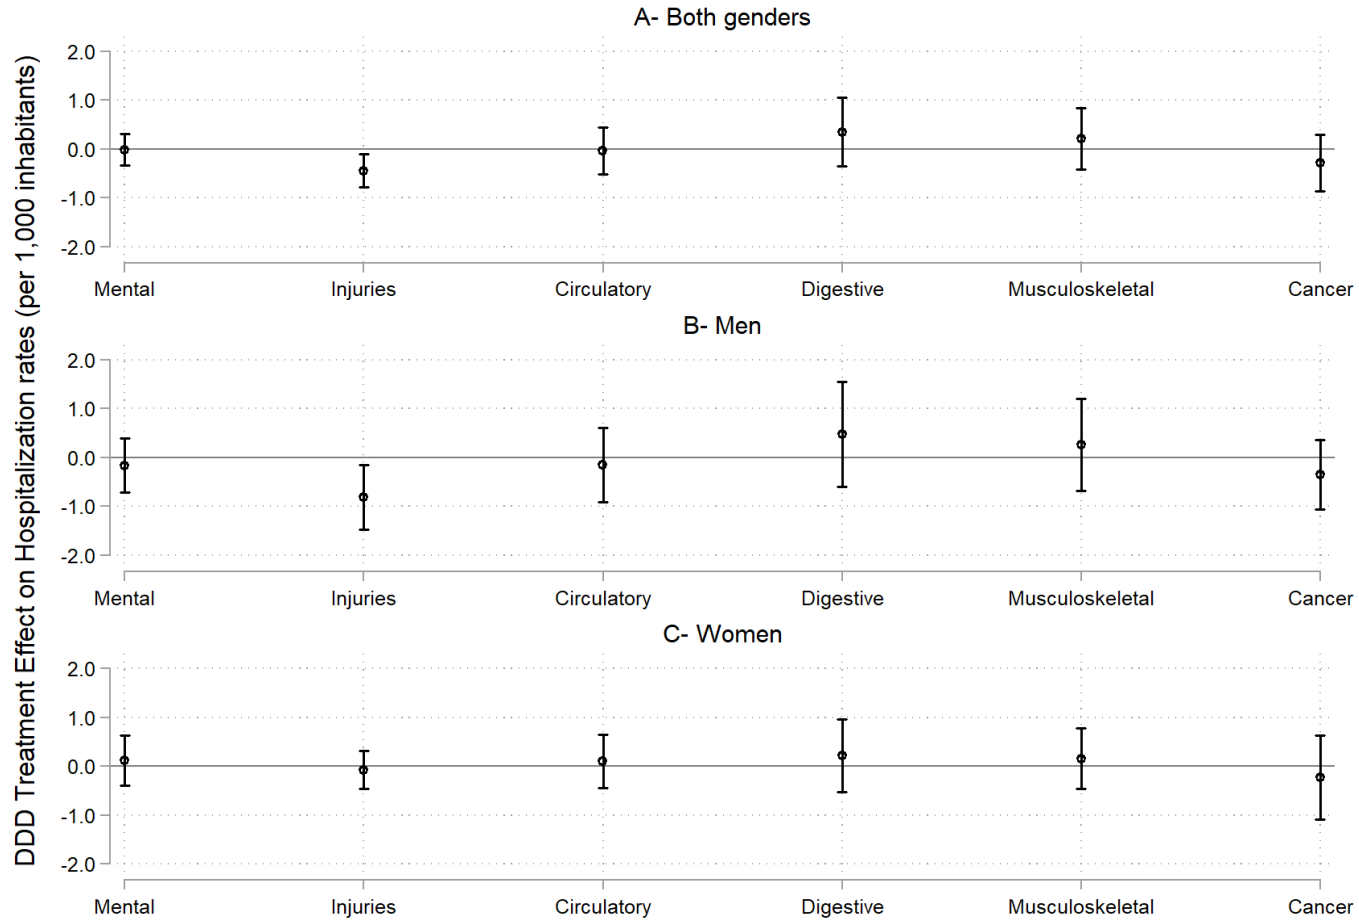 DDD Treatment Effect on Hospitalization rates (per 1,000 inhabitants)
A- Both genders
2.0
1.0
0.0
-1.0
-2.0
Mental Injuries Circulatory Digestive Musculoskeletal Cancer
B- Men
2.0
1.0
0.0
-1.0
-2.0
Mental Injuries Circulatory Digestive Musculoskeletal Cancer
C- Women
2.0
1.0
0.0
-1.0
-2.0
Mental Injuries Circulatory Digestive Musculoskeletal Cancer